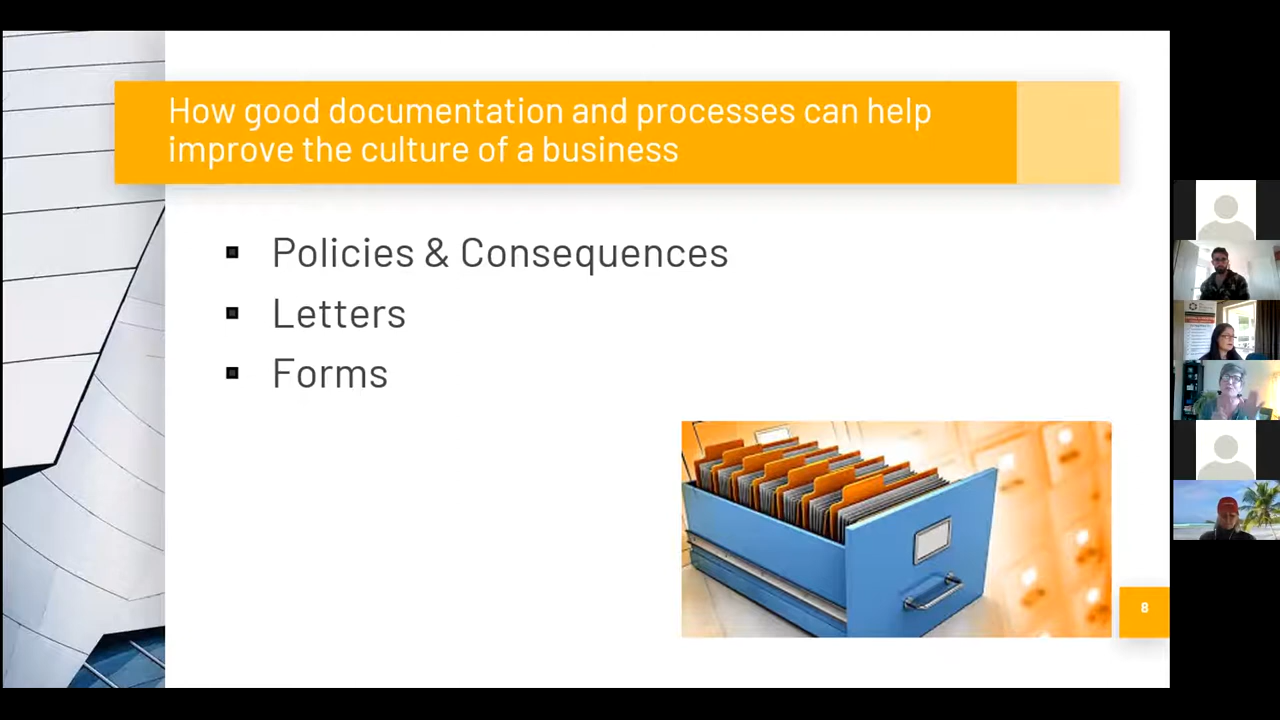 How good documentation and processes can help
improve the culture of a business
Policies & Consequences
Letters
Forms
8